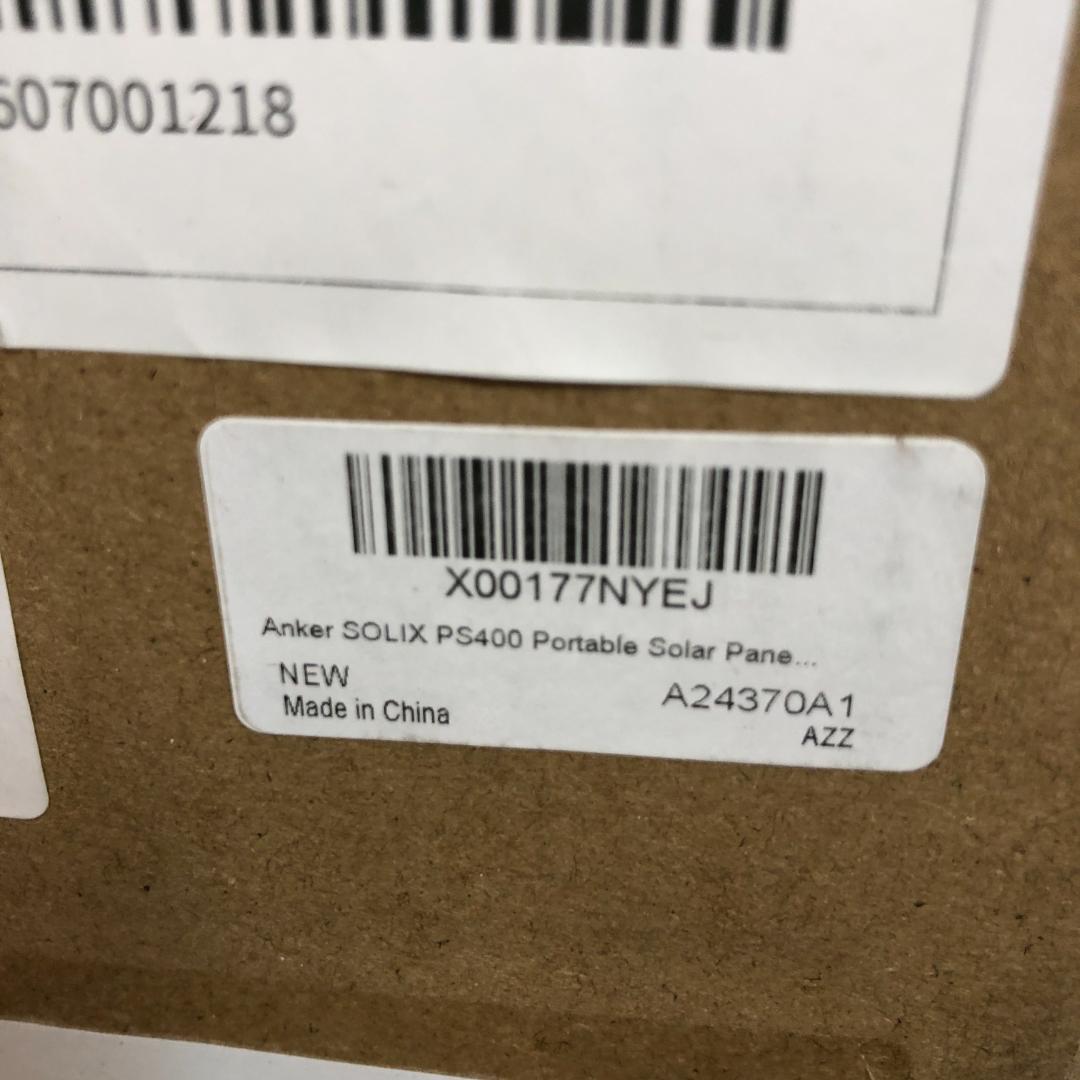 607001218
X00177NYEJ
Anker SOLIX PS400 Portable Solar Pane...
NEW
A24370A1
Made in China
AZZ